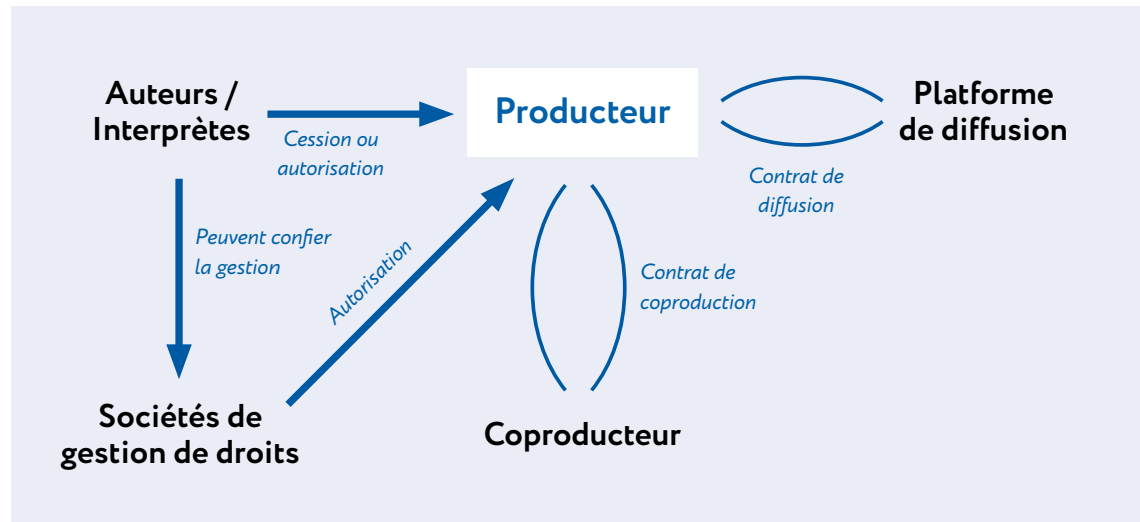 Auteurs /
Interprètes
Cession ou
autorisation
Producteur
Platforme
de diffusion
Contrat de
diffusion
Peuvent confier
la gestion
Autorisation
Contrat de
coproduction
Sociétés de
gestion de droits
Coproducteur